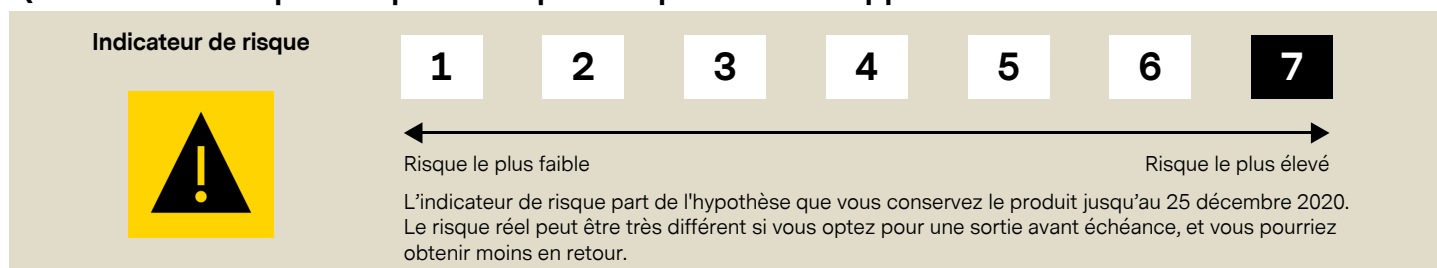 Indicateur de risque
1 2 3 4 5 6 7
Risque le plus faible Risque le plus élevé
L’indicateur de risque part de l'hypothèse que vous conservez le produit jusqu’au 25 décembre 2020.
Le risque réel peut être très différent si vous optez pour une sortie avant échéance, et vous pourriez
obtenir moins en retour.